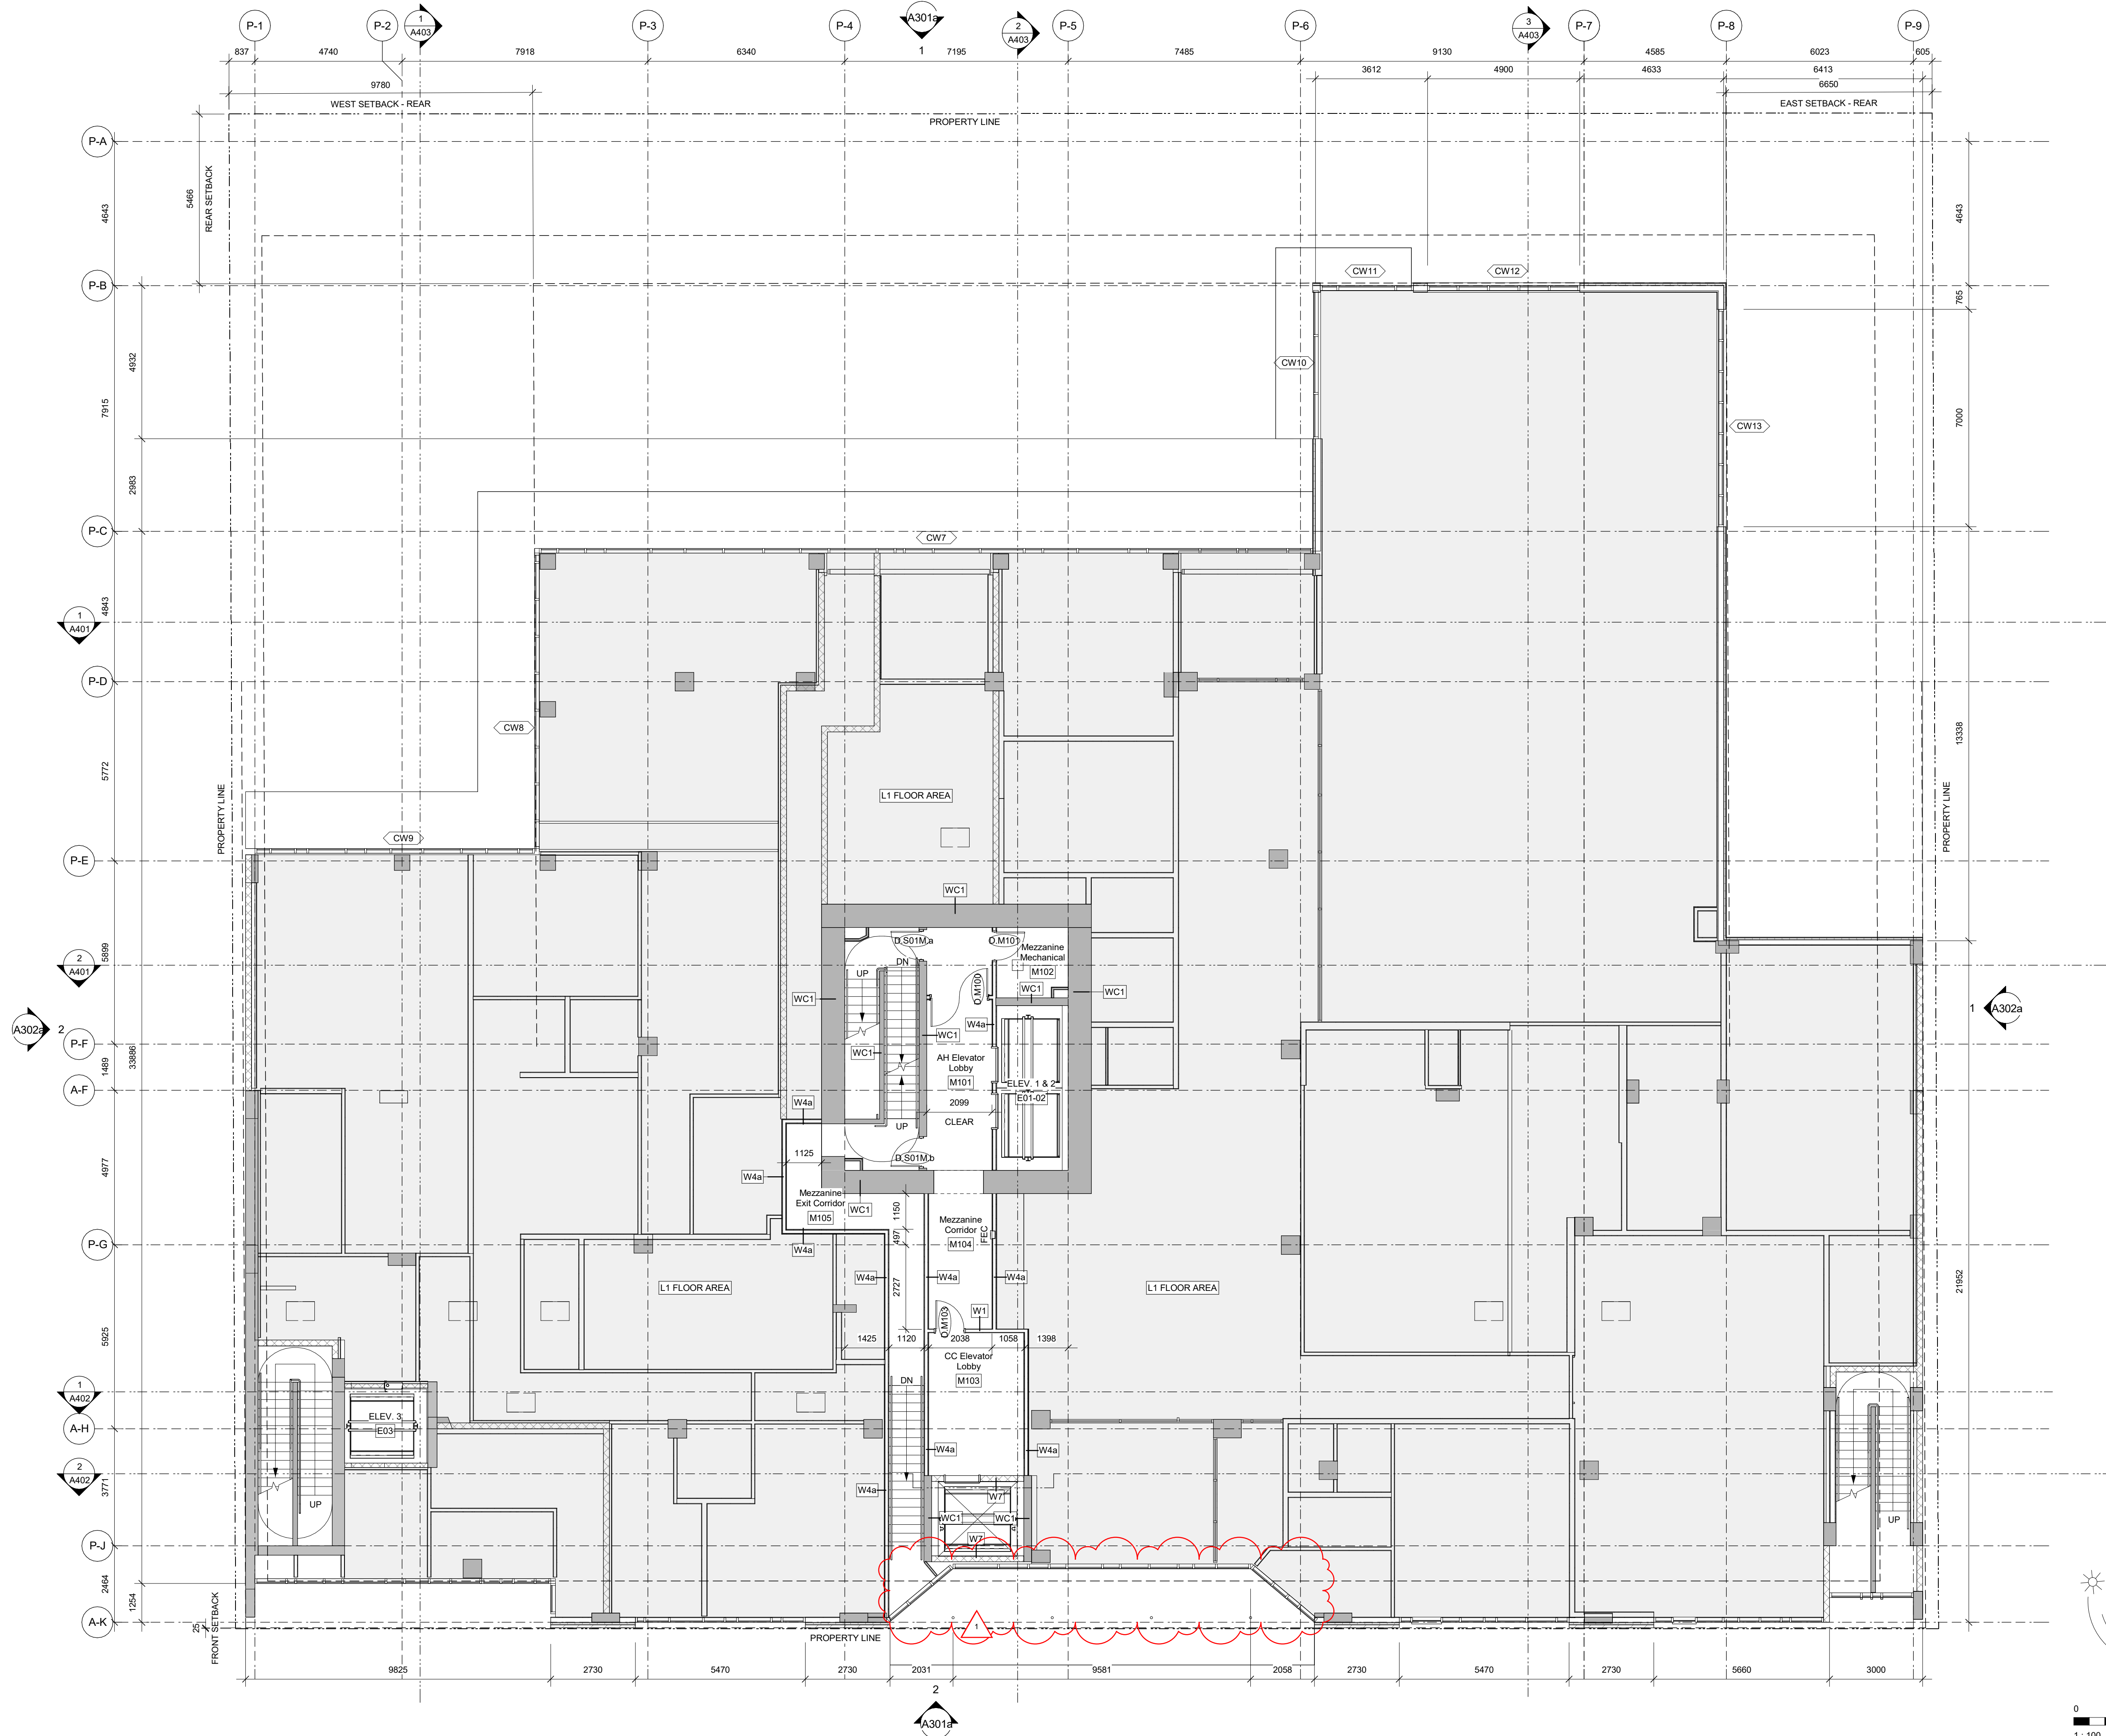 P-1
P-2
1
A403
P-3
P-4
A301a
1
2
A403
P-5
P-6
3
A403
P-7
P-8
P-9
837
4740
7918
6340
7195
7485
9130
4585
6023
605
3612
4900
4633
6413
9780
6650
WEST SETBACK - REAR
EAST SETBACK - REAR
PROPERTY LINE
P-A
5466
REAR SETBACK
4643
4643
P-B
CW11
CW12
765
CW10
4932
7915
7000
CW13
2983
P-C
CW7
4843
1
A401
P-D
CW8
13338
5772
L1 FLOOR AREA
PROPERTY LINE
PROPERTY LINE
CW9
P-E
WC1
D.S01M.a
D.M101
Mezzanine
Mechanical
M102
DN
UP
5899
2
A401
D.M100
WC1
WC1
WC1
A302a
2
1
A302a
W4a
WC1
P-F
WC1
AH Elevator
Lobby
M101
ELEV. 1 & 2
E01-02
1489
33886
A-F
W4a
2099
CLEAR
UP
4977
1125
D.S01M.b
W4a
Mezzanine
Exit Corridor
M105
WC1
1150
Mezzanine
Corridor
M104
FEC
497
P-G
W4a
W4a
W4a
W4a
L1 FLOOR AREA
L1 FLOOR AREA
2727
21952
D.M103
W1
5925
1425
1120
2038
1058
1398
CC Elevator
Lobby
M103
DN
1
A402
A-H
ELEV. 3
E03
W4a
W4a
2
A402
3771
W4a
W7
UP
WC1
WC1
UP
W7
P-J
2464
1254
A-K
25
FRONT SETBACK
1
PROPERTY LINE
9825
2730
5470
2730
2031
9581
2058
2730
5470
2730
5660
3000
2
A301a
0
1 : 100